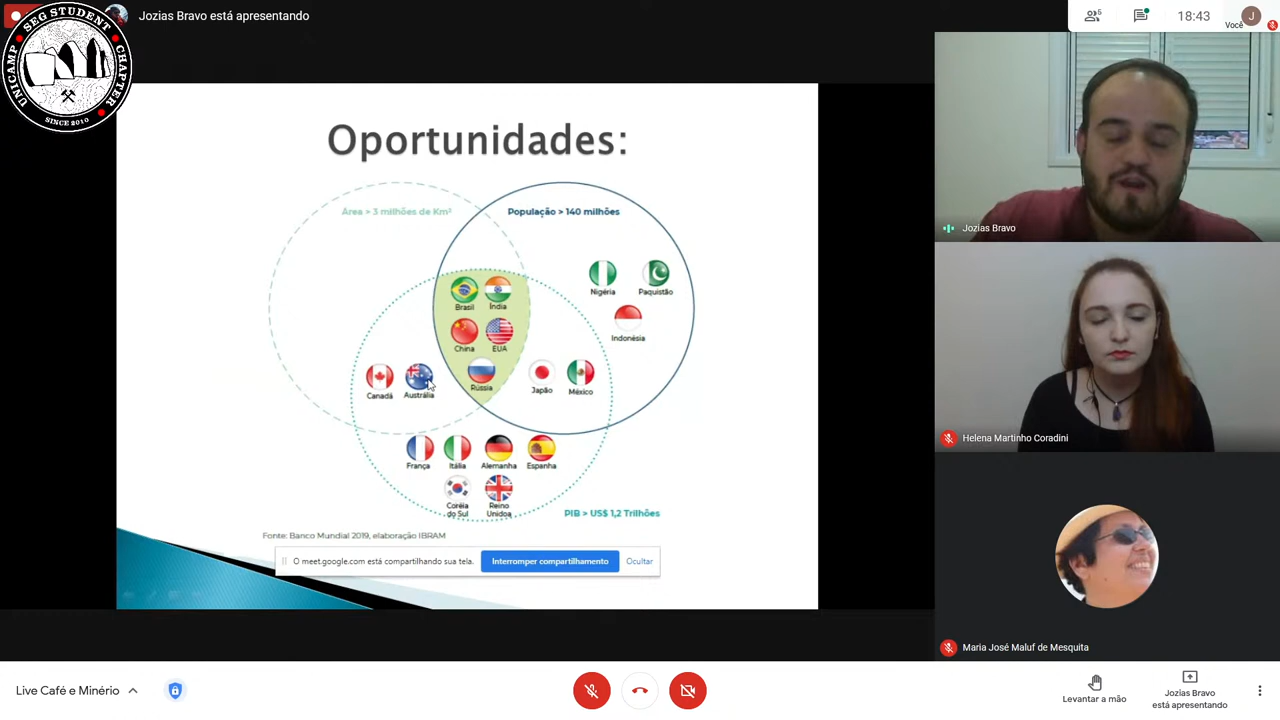 Jozias Bravo está apresentando
5
18:43
J
Você
UNICAMP SEG STUDENT CHAPTER
SINCE 2010
Oportunidades:
Área > 3 milhões de Km²
População > 140 milhões
Nigéria
Paquistão
Brasil
Índia
Indonésia
China
EUA
Canadá
Austrália
Rússia
Japão
México
França
Itália
Alemanha
Espanha
Coréia
do Sul
Reino
Unidoa
PIB > US$ 1,2 Trilhões
Fonte: Banco Mundial 2019, elaboração IBRAM
O meet.google.com está compartilhando sua tela.
Interromper compartilhamento
Ocultar
Jozias Bravo
Helena Martinho Coradini
Maria José Maluf de Mesquita
Live Café e Minério
Levantar a mão
Jozias Bravo
está apresentando